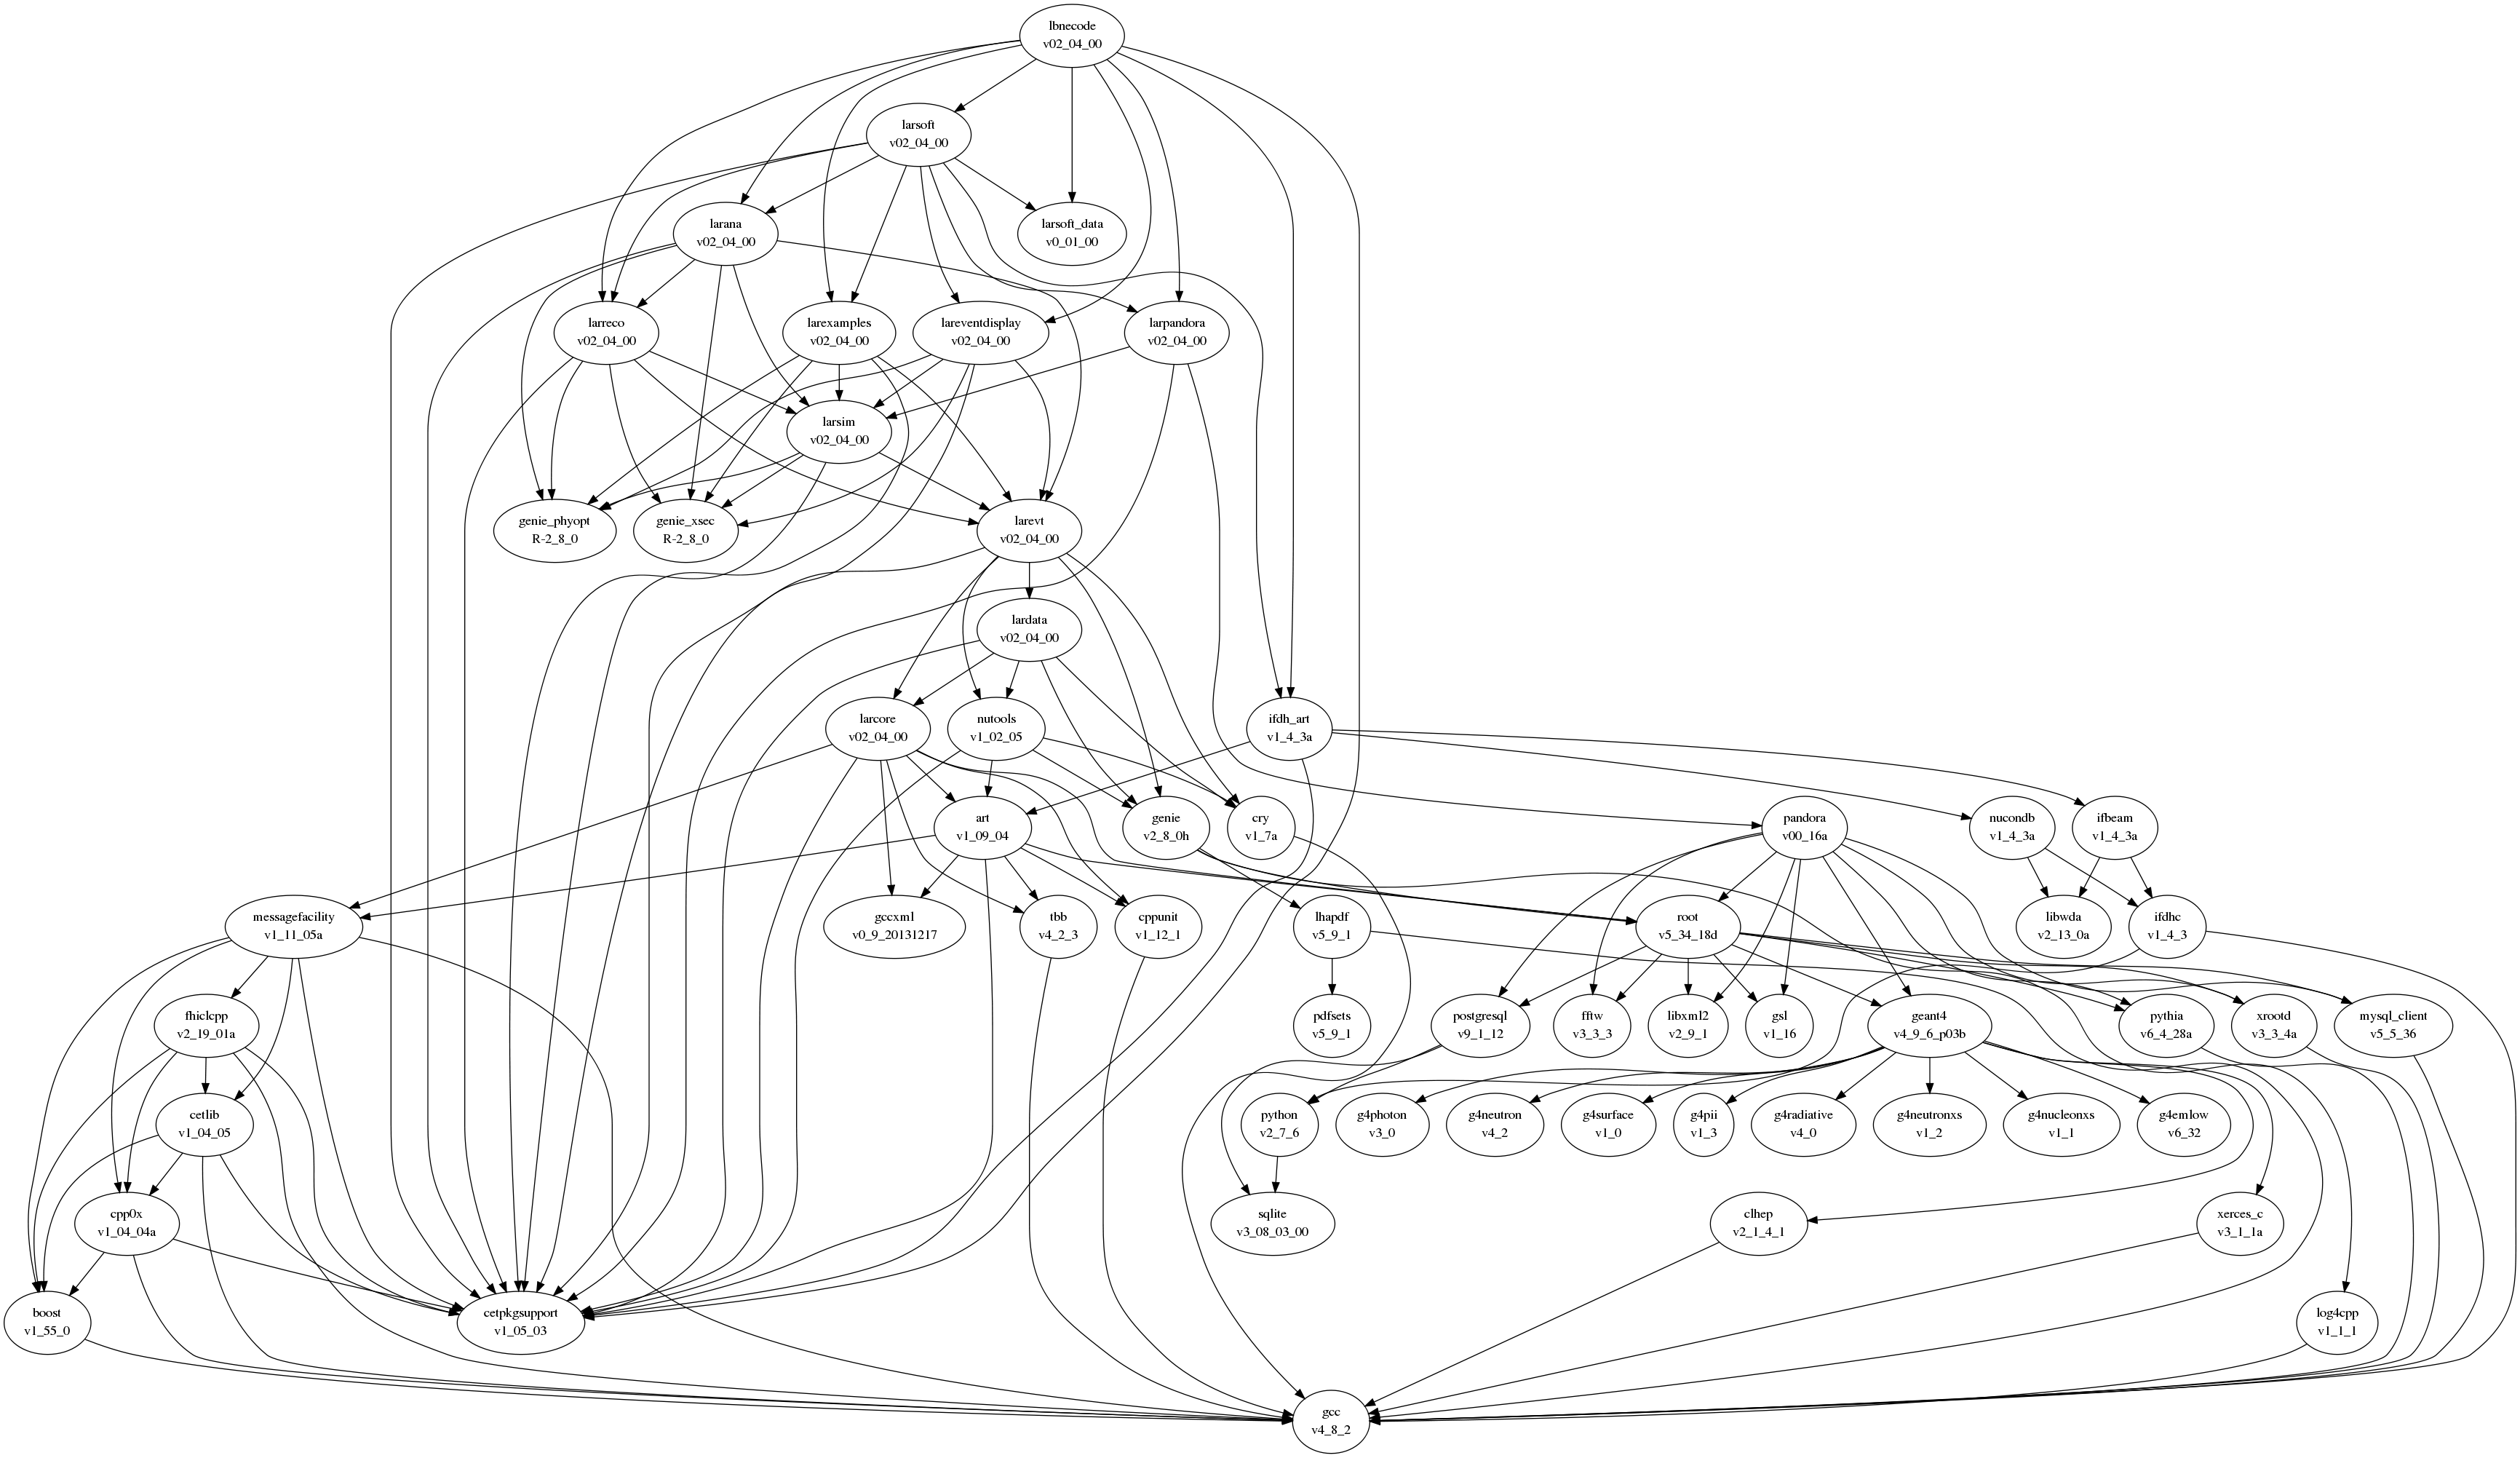 lbnecode
v02_04_00
larsoft
v02_04_00
larana
v02_04_00
larsoft_data
v0_01_00
larreco
v02_04_00
larexamples
v02_04_00
lareventdisplay
v02_04_00
larpandora
v02_04_00
larsim
v02_04_00
genie_phyopt
R-2_8_0
genie_xsec
R-2_8_0
larevt
v02_04_00
lardata
v02_04_00
larcore
v02_04_00
nutools
v1_02_05
ifdh_art
v1_4_3a
art
v1_09_04
genie
v2_8_0h
cry
v1_7a
pandora
v00_16a
nucondb
v1_4_3a
ifbeam
v1_4_3a
messagefacility
v1_11_05a
gccxml
v0_9_20131217
tbb
v4_2_3
cppunit
v1_12_1
lhapdf
v5_9_1
root
v5_34_18d
libwda
v2_13_0a
ifdhc
v1_4_3
fhiclcpp
v2_19_01a
pdfsets
v5_9_1
postgresql
v9_1_12
fftw
v3_3_3
libxml2
v2_9_1
gsl
v1_16
geant4
v4_9_6_p03b
pythia
v6_4_28a
xrootd
v3_3_4a
mysql_client
v5_5_36
cetlib
v1_04_05
python
v2_7_6
g4photon
v3_0
g4neutron
v4_2
g4surface
v1_0
g4pii
v1_3
g4radiative
v4_0
g4neutronxs
v1_2
g4nucleonxs
v1_1
g4emlow
v6_32
cpp0x
v1_04_04a
sqlite
v3_08_03_00
clhep
v2_1_4_1
xerces_c
v3_1_1a
boost
v1_55_0
cetpkgsupport
v1_05_03
log4cpp
v1_1_1
gcc
v4_8_2